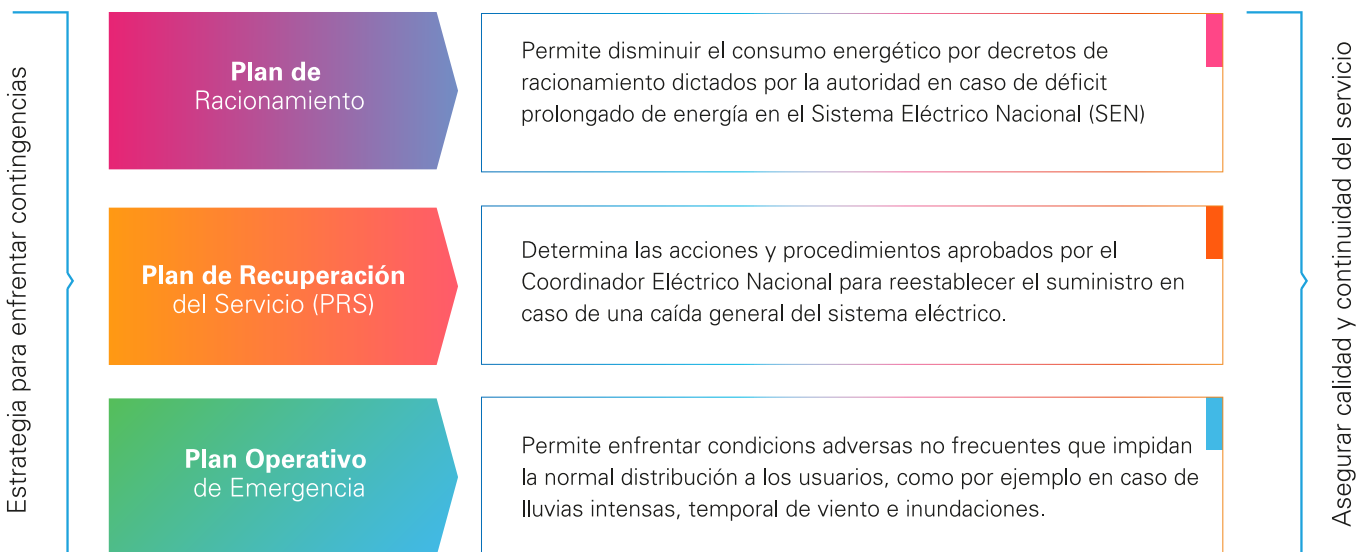 Estrategia para enfrentar contingencias
Plan de
Racionamiento
Permite disminuir el consumo energético por decretos de
racionamiento dictados por la autoridad en caso de déficit
prolongado de energía en el Sistema Eléctrico Nacional (SEN)
Plan de Recuperación
del Servicio (PRS)
Determina las acciones y procedimientos aprobados por el
Coordinador Eléctrico Nacional para reestablecer el suministro en
caso de una caída general del sistema eléctrico.
Plan Operativo
de Emergencia
Permite enfrentar condicions adversas no frecuentes que impidan
la normal distribución a los usuarios, como por ejemplo en caso de
lluvias intensas, temporal de viento e inundaciones.
Asegurar calidad y continuidad del servicio